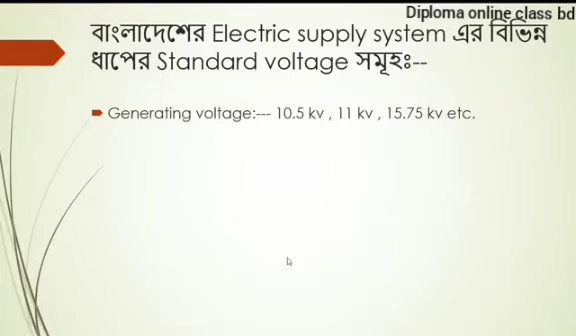 Diploma online class bd
বাংলাদেশের Electric supply system এর বিভিন্ন
ধাপের Standard voltage সমূহঃ--
Generating voltage:--- 10.5 kv , 11 kv , 15.75 kv etc.